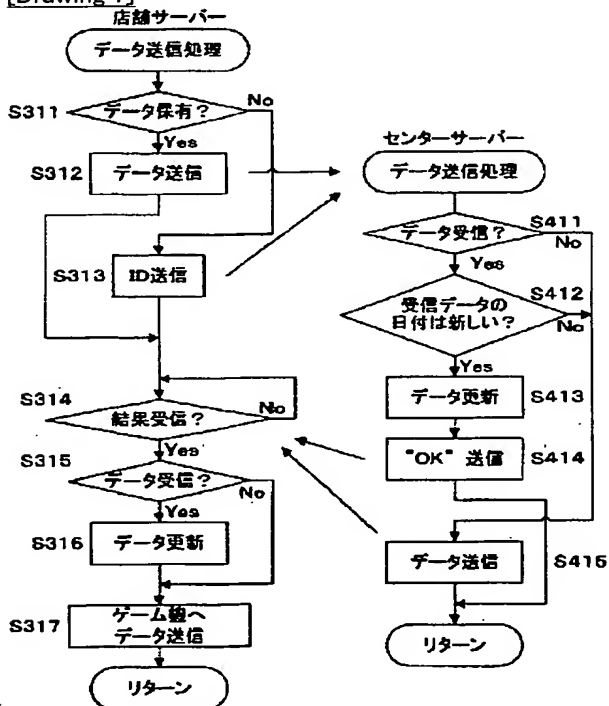 [Drawing 7]
店舗サーバー
データ送信処理
S311
データ保有?
No
Yes
S312
データ送信
S313
ID送信
S314
結果受信?
No
Yes
S315
データ受信?
No
Yes
S316
データ更新
S317
ゲーム機へ
データ送信
リターン
センターサーバー
データ送信処理
S411
データ受信?
No
Yes
S412
受信データの
日付は新しい?
No
Yes
データ更新
S413
"OK" 送信
S414
データ送信
S415
リターン